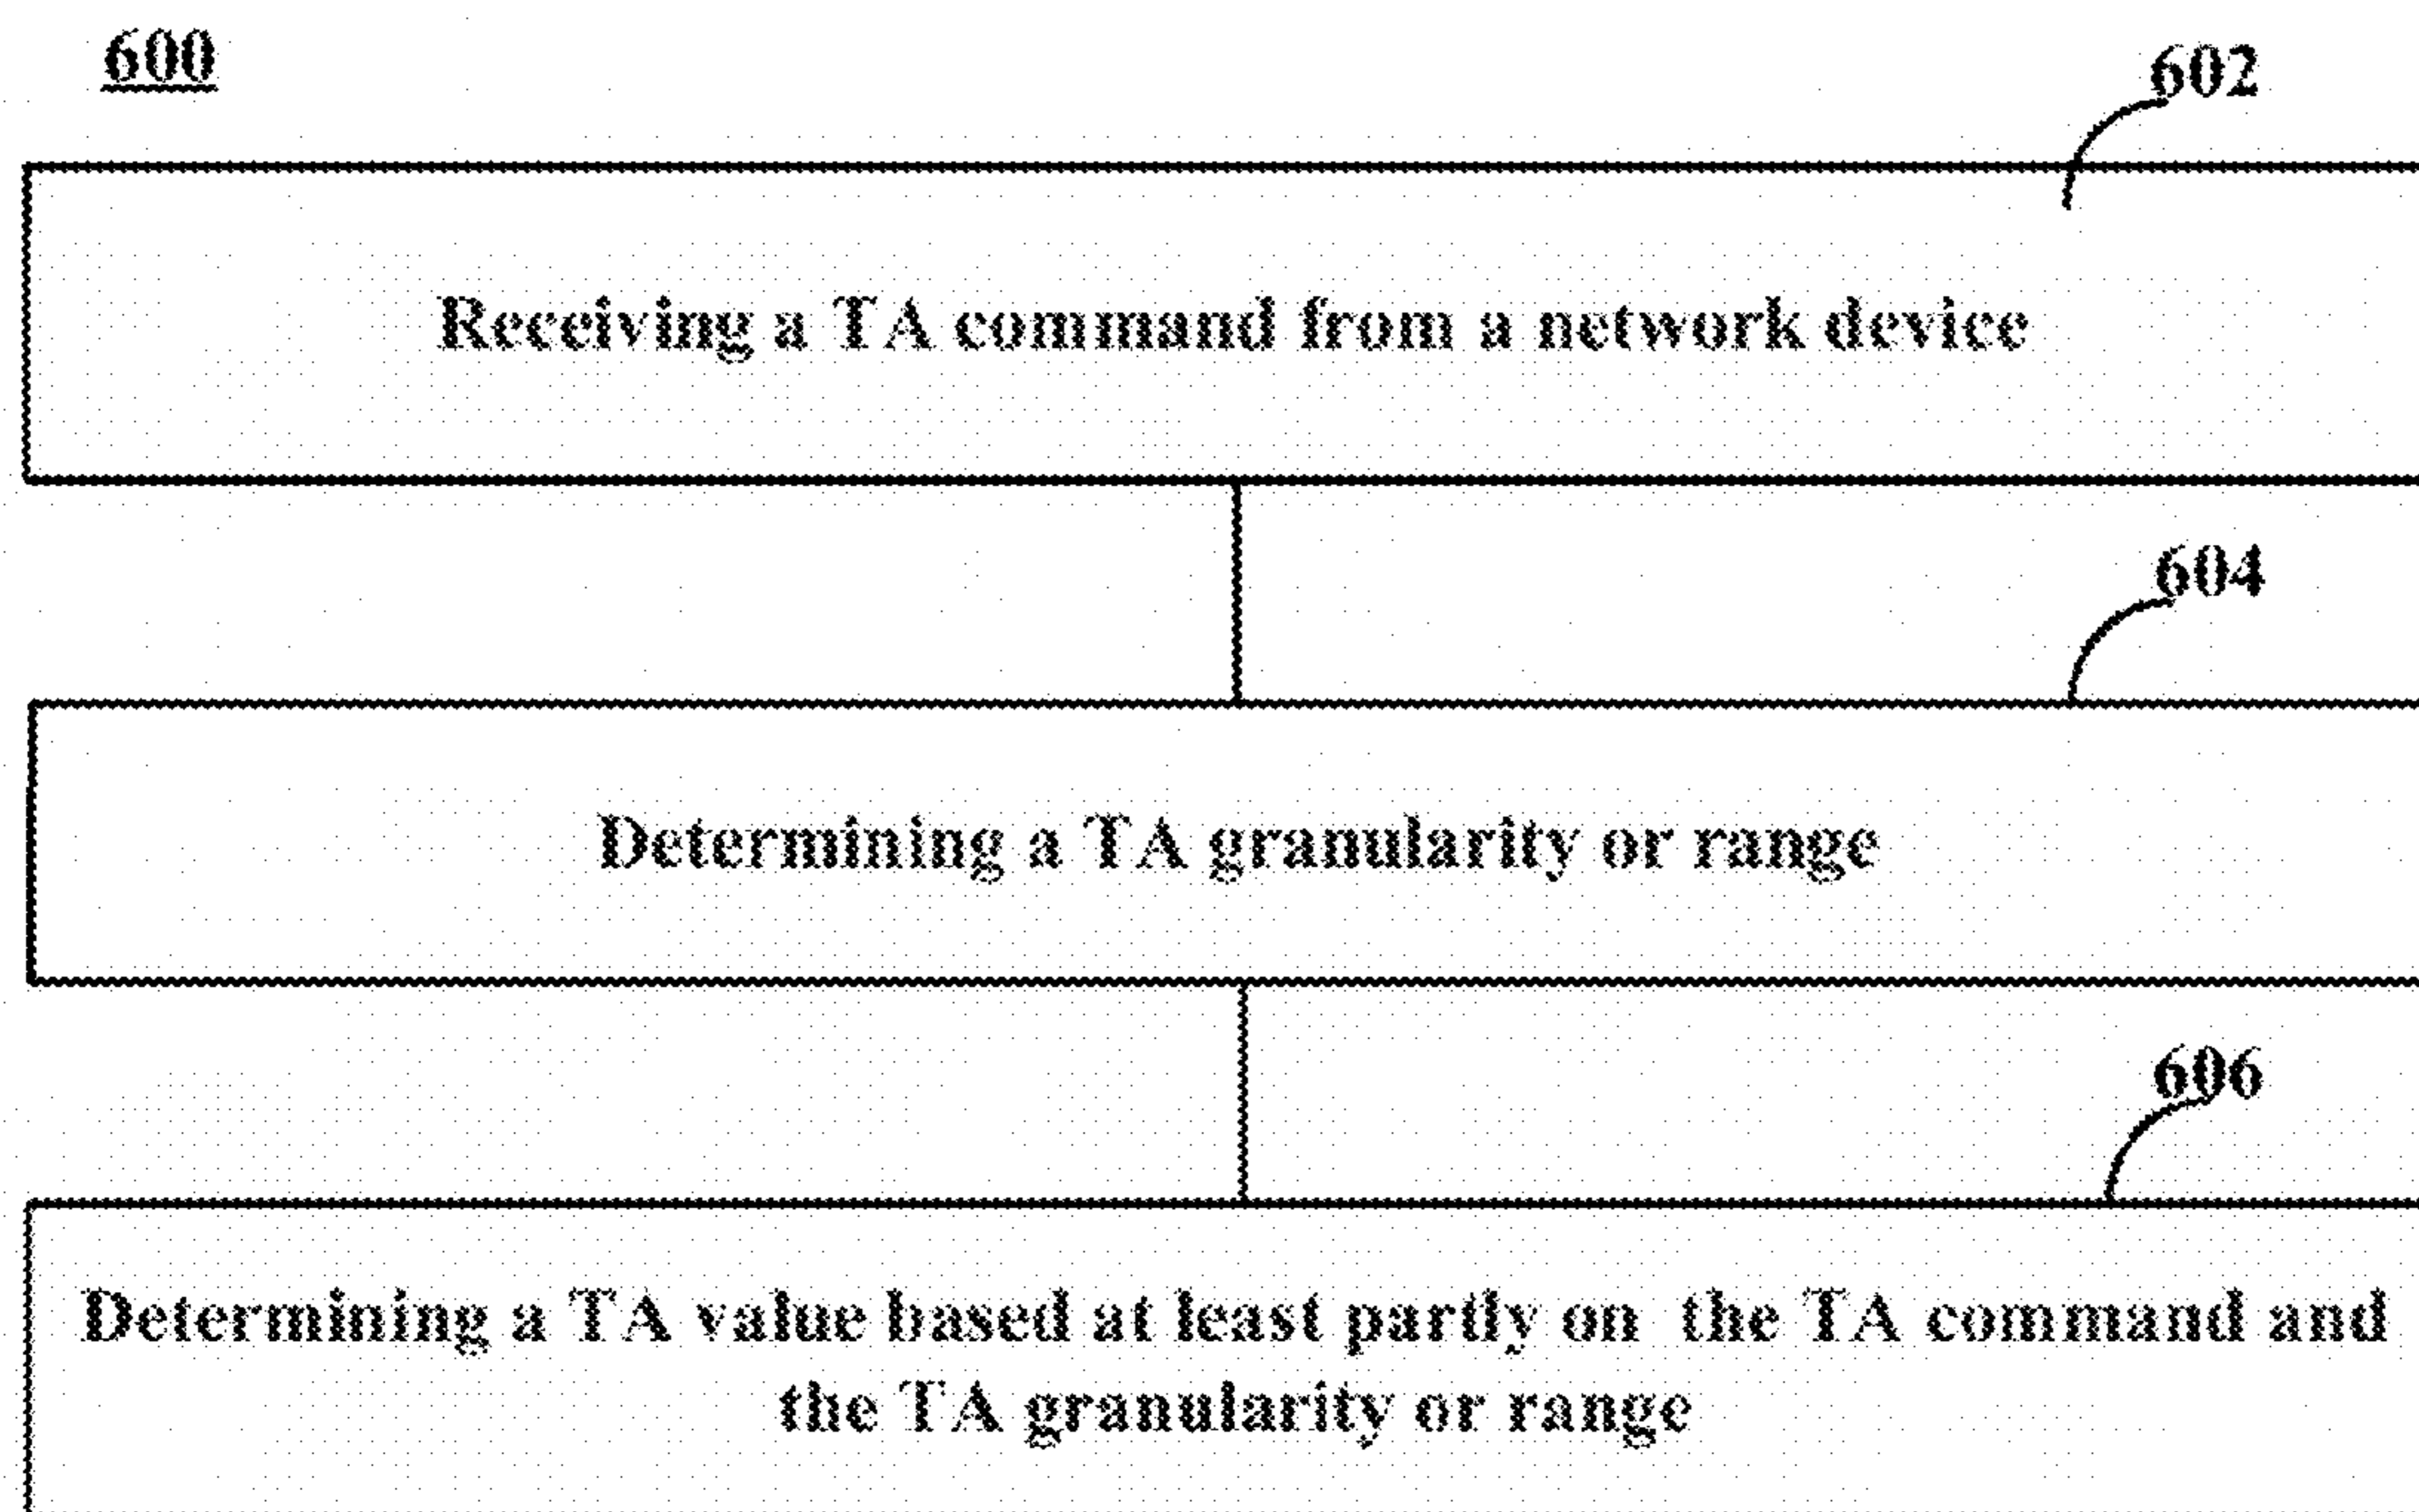 600
602
Receiving a TA command from a network device
604
Determining a TA granularity or range
606
Determining a TA value based at least partly on the TA command and
the TA granularity or range